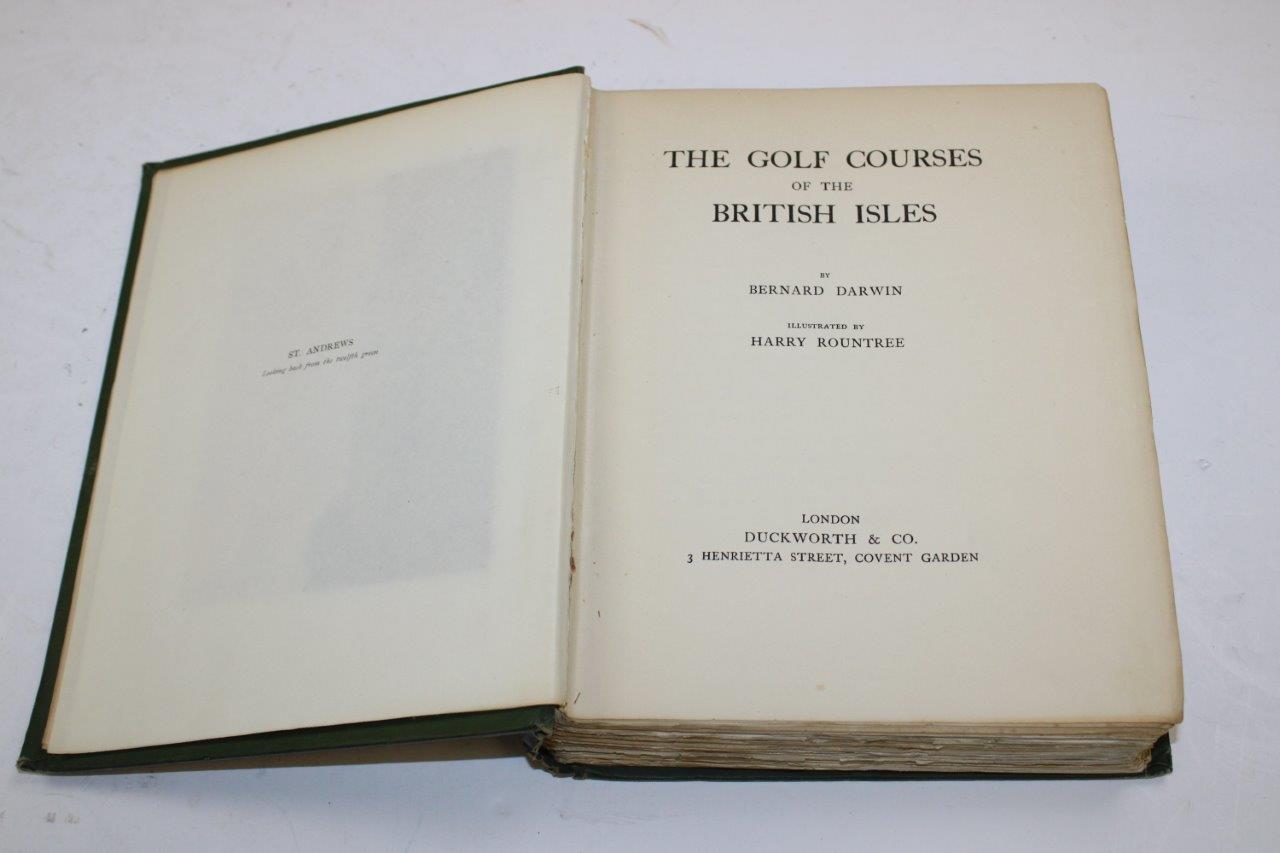 ST. ANDREWS
Looking back from the twelfth green
THE GOLF COURSES
OF THE
BRITISH ISLES
BY
BERNARD DARWIN
ILLUSTRATED BY
HARRY ROUNTREE
LONDON
DUCKWORTH & CO.
3 HENRIETTA STREET, COVENT GARDEN